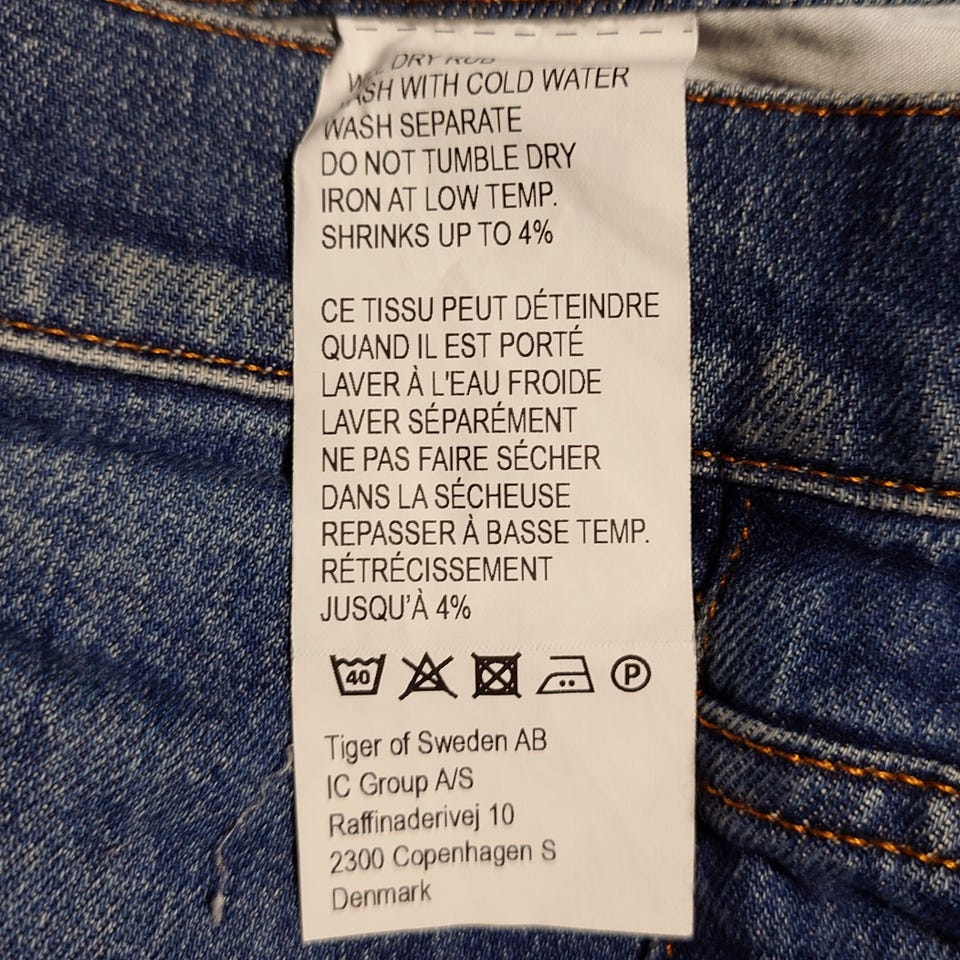 DRY RUB
WASH WITH COLD WATER
WASH SEPARATE
DO NOT TUMBLE DRY
IRON AT LOW TEMP.
SHRINKS UP TO 4%
CE TISSU PEUT DÉTEINDRE
QUAND IL EST PORTÉ
LAVER À L'EAU FROIDE
LAVER SÉPARÉMENT
NE PAS FAIRE SÉCHER
DANS LA SÉCHEUSE
REPASSER À BASSE TEMP.
RÉTRÉCISSEMENT
JUSQU'À 4%
40 P
Tiger of Sweden AB
IC Group A/S
Raffinaderivej 10
2300 Copenhagen S
Denmark